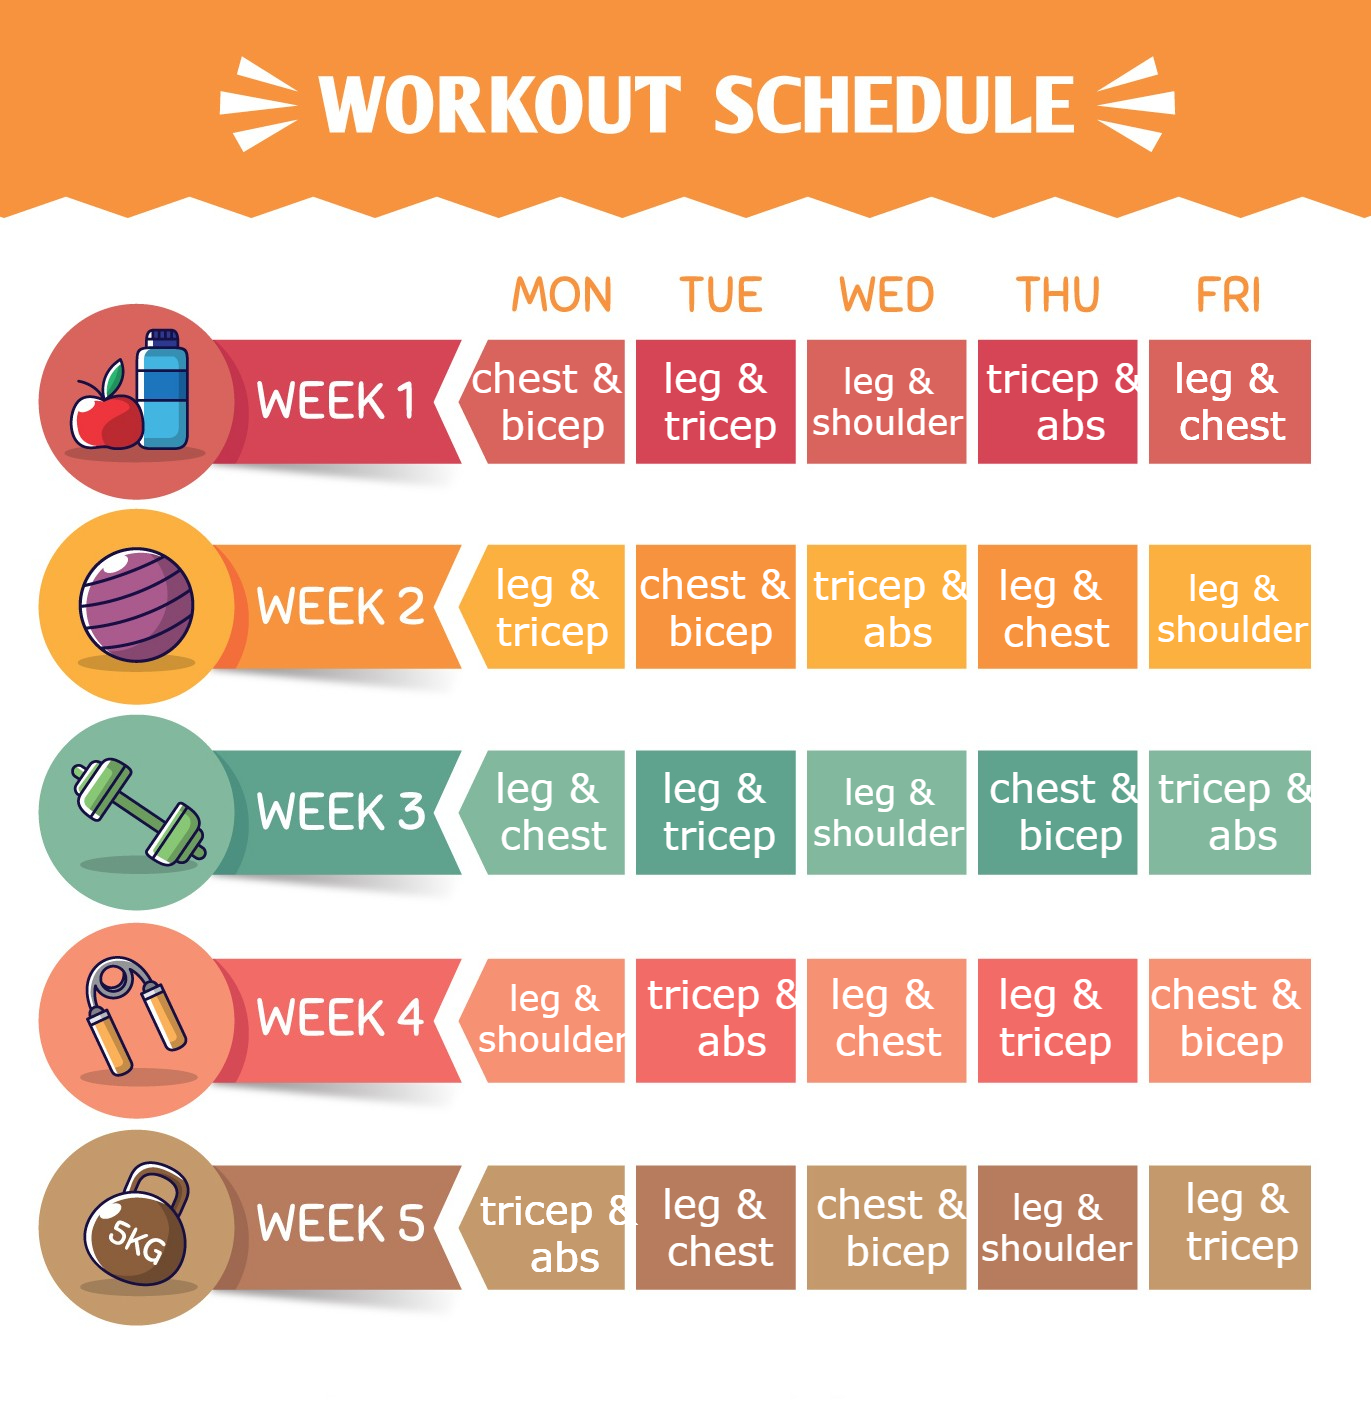 WORKOUT SCHEDULE
MON TUE WED THU FRI
WEEK 1
chest &
bicep
leg &
tricep
leg &
shoulder
tricep &
abs
leg &
chest
WEEK 2
leg &
tricep
chest &
bicep
tricep &
abs
leg &
chest
leg &
shoulder
WEEK 3
leg &
chest
leg &
tricep
leg &
shoulder
chest &
bicep
tricep &
abs
WEEK 4
leg &
shoulder
tricep &
abs
leg &
chest
leg &
tricep
chest &
bicep
5KG
WEEK 5
tricep &
abs
leg &
chest
chest &
bicep
leg &
shoulder
leg &
tricep